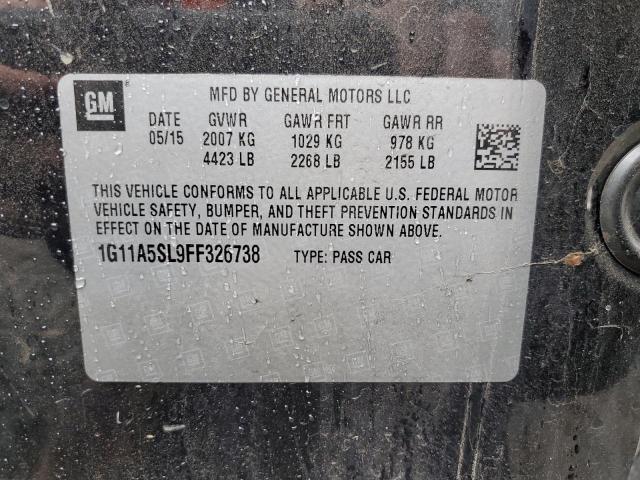 GM
MFD BY GENERAL MOTORS LLC
DATE GVWR GAWR FRT GAWR RR
05/15 2007 KG 1029 KG 978 KG
4423 LB 2268 LB 2155 LB
THIS VEHICLE CONFORMS TO ALL APPLICABLE U.S. FEDERAL MOTOR
VEHICLE SAFETY, BUMPER, AND THEFT PREVENTION STANDARDS IN
EFFECT ON THE DATE OF MANUFACTURE SHOWN ABOVE.
1G11A5SL9FF326738 TYPE: PASS CAR